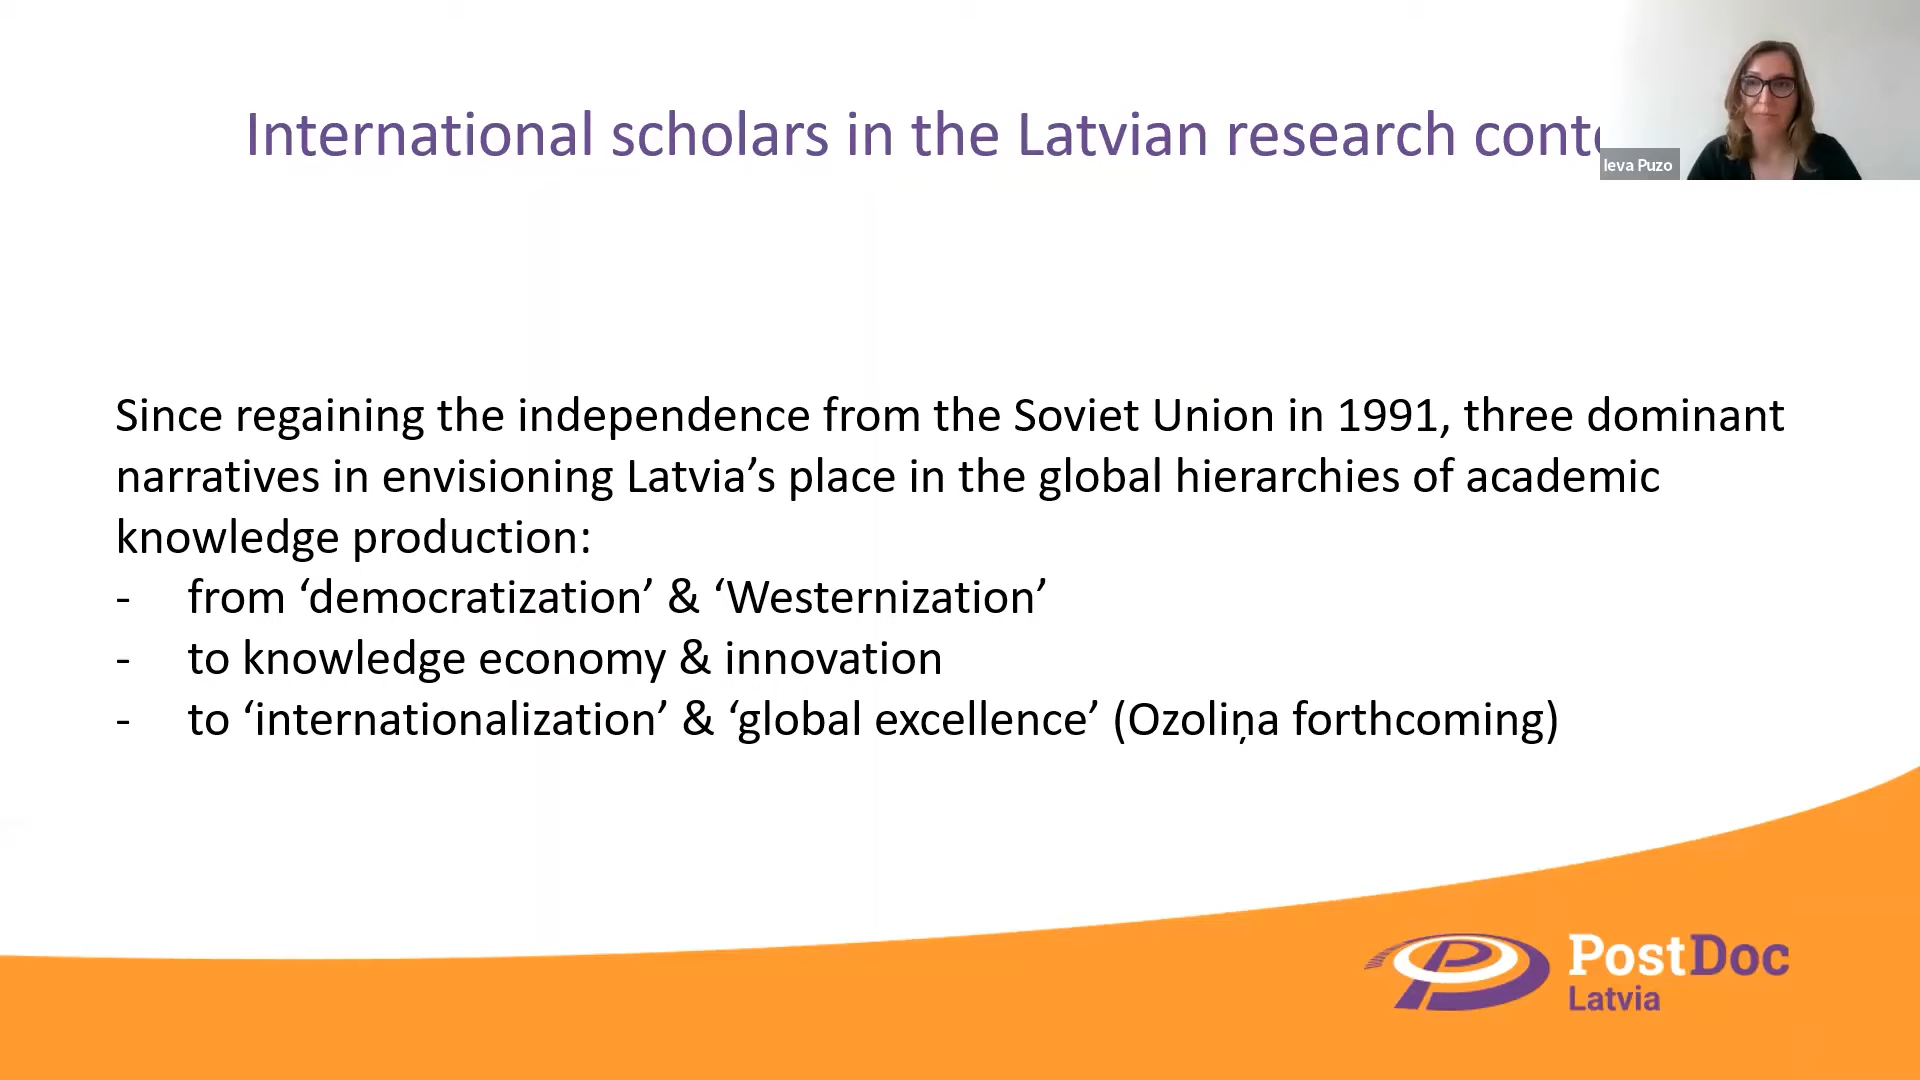 International scholars in the Latvian research conte
Ieva Puzo
Since regaining the independence from the Soviet Union in 1991, three dominant
narratives in envisioning Latvia’s place in the global hierarchies of academic
knowledge production:
- from ‘democratization’ & ‘Westernization’
- to knowledge economy & innovation
- to ‘internationalization’ & ‘global excellence’ (Ozoliņa forthcoming)
PostDoc
Latvia